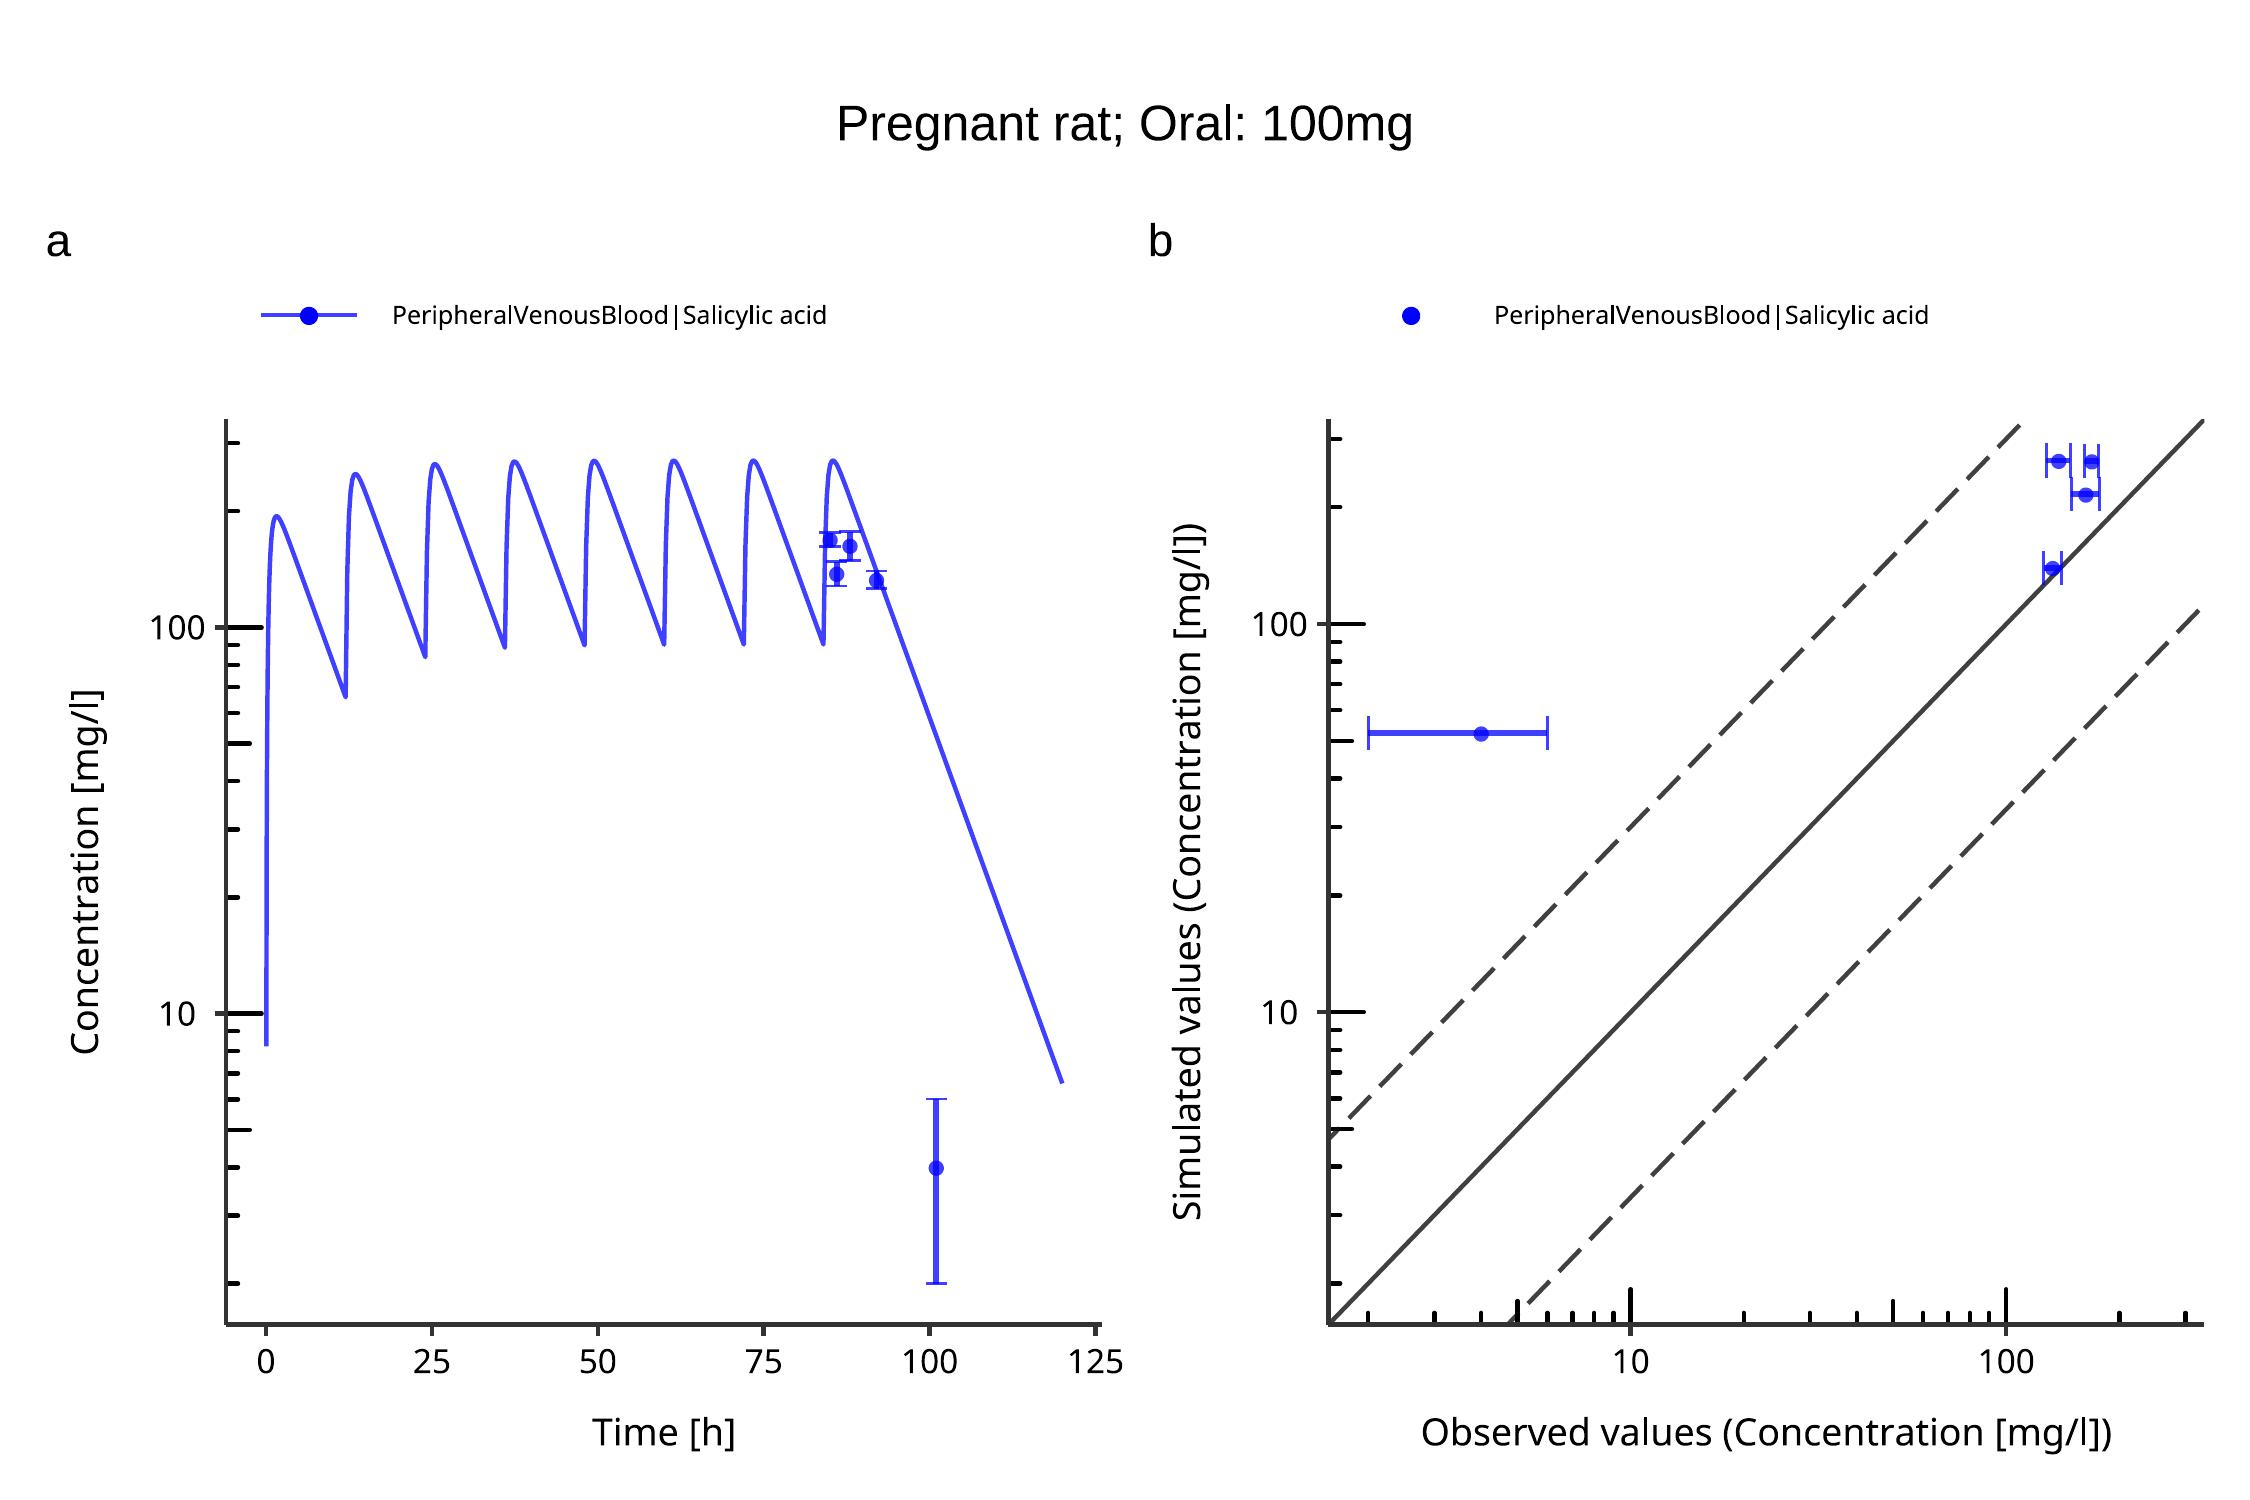 Pregnant rat; Oral: 100mg
a
PeripheralVenousBlood|Salicylic acid
Concentration [mg/l]
100
10
0 25 50 75 100 125
Time [h]
b
PeripheralVenousBlood|Salicylic acid
Simulated values (Concentration [mg/l])
100
10
10 100
Observed values (Concentration [mg/l])